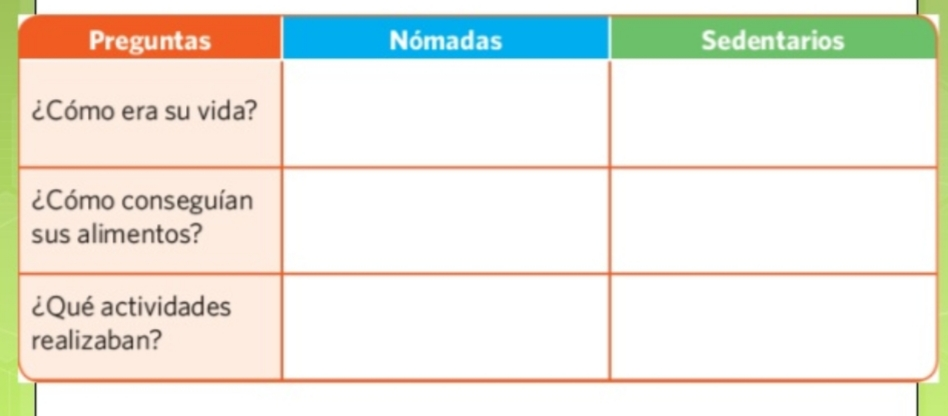 Preguntas Nómadas Sedentarios
¿Cómo era su vida?
¿Cómo conseguían
sus alimentos?
¿Qué actividades
realizaban?